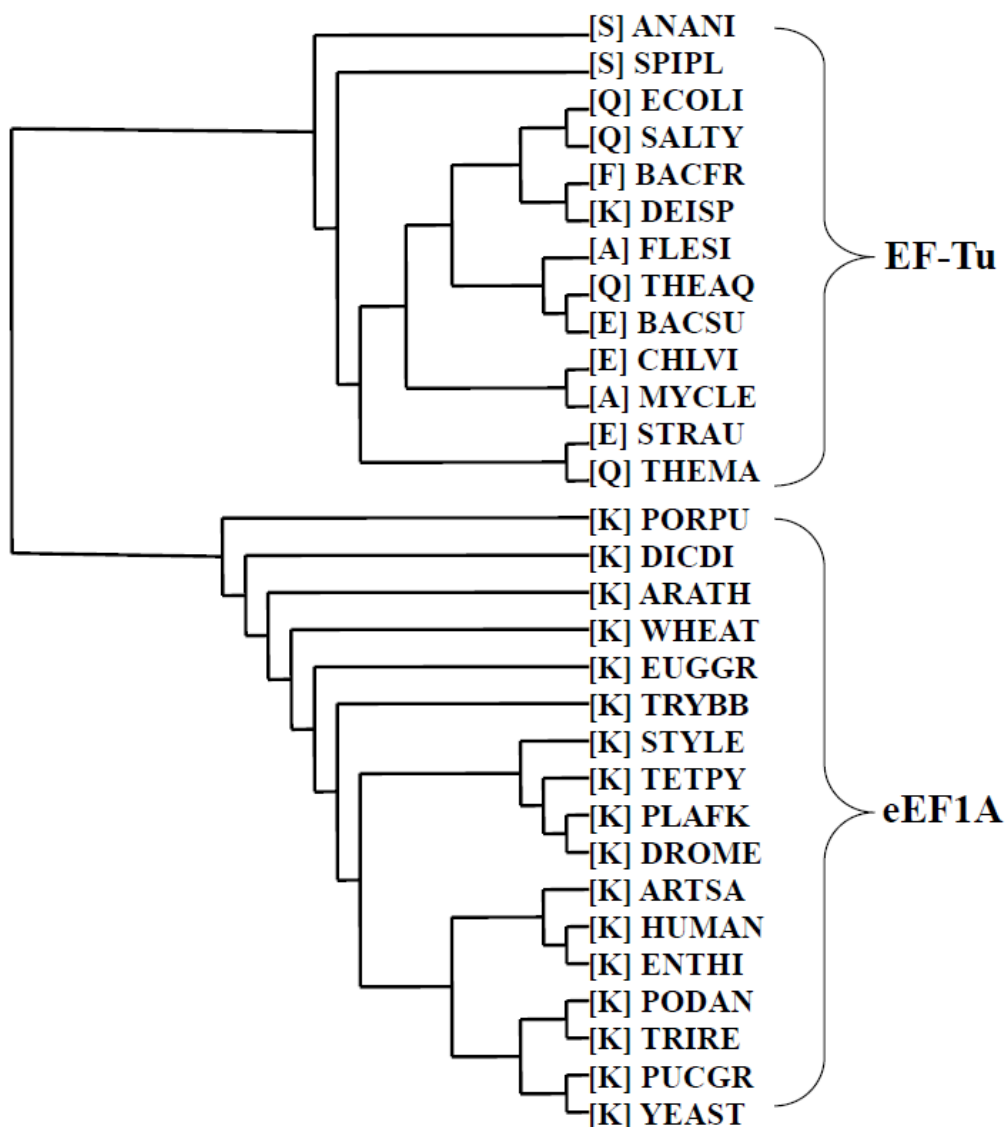 [S] ANANI
[S] SPIPL
[Q] ECOLI
[Q] SALTY
[F] BACFR
[K] DEISP
[A] FLESI
[Q] THEAQ
[E] BACSU
[E] CHLVI
[A] MYCLE
[E] STRAU
[Q] THEMA
EF-Tu
[K] PORPU
[K] DICDI
[K] ARATH
[K] WHEAT
[K] EUGGR
[K] TRYBB
[K] STYLE
[K] TETPY
[K] PLAFK
[K] DROME
[K] ARTSA
[K] HUMAN
[K] ENTHI
[K] PODAN
[K] TRIRE
[K] PUCGR
[K] YEAST
eEF1A